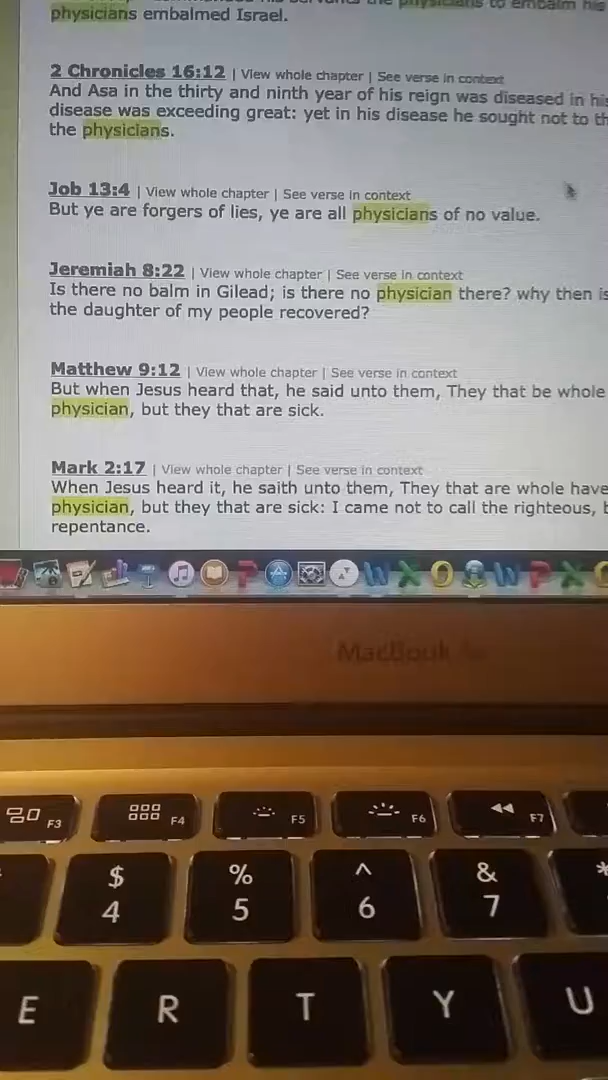 physicians to embalm his
physicians embalmed Israel.
2 Chronicles 16:12 | View whole chapter | See verse in context
And Asa in the thirty and ninth year of his reign was diseased in his
disease was exceeding great: yet in his disease he sought not to th
the physicians.
Job 13:4 | View whole chapter | See verse in context
But ye are forgers of lies, ye are all physicians of no value.
Jeremiah 8:22 | View whole chapter | See verse in context
Is there no balm in Gilead; is there no physician there? why then is
the daughter of my people recovered?
Matthew 9:12 | View whole chapter | See verse in context
But when Jesus heard that, he said unto them, They that be whole
physician, but they that are sick.
Mark 2:17 | View whole chapter | See verse in context
When Jesus heard it, he saith unto them, They that are whole have
physician, but they that are sick: I came not to call the righteous, b
repentance.
MacBook
F3 F4 F5 F6 F7
$ % ^ & *
4 5 6 7
E R T Y U